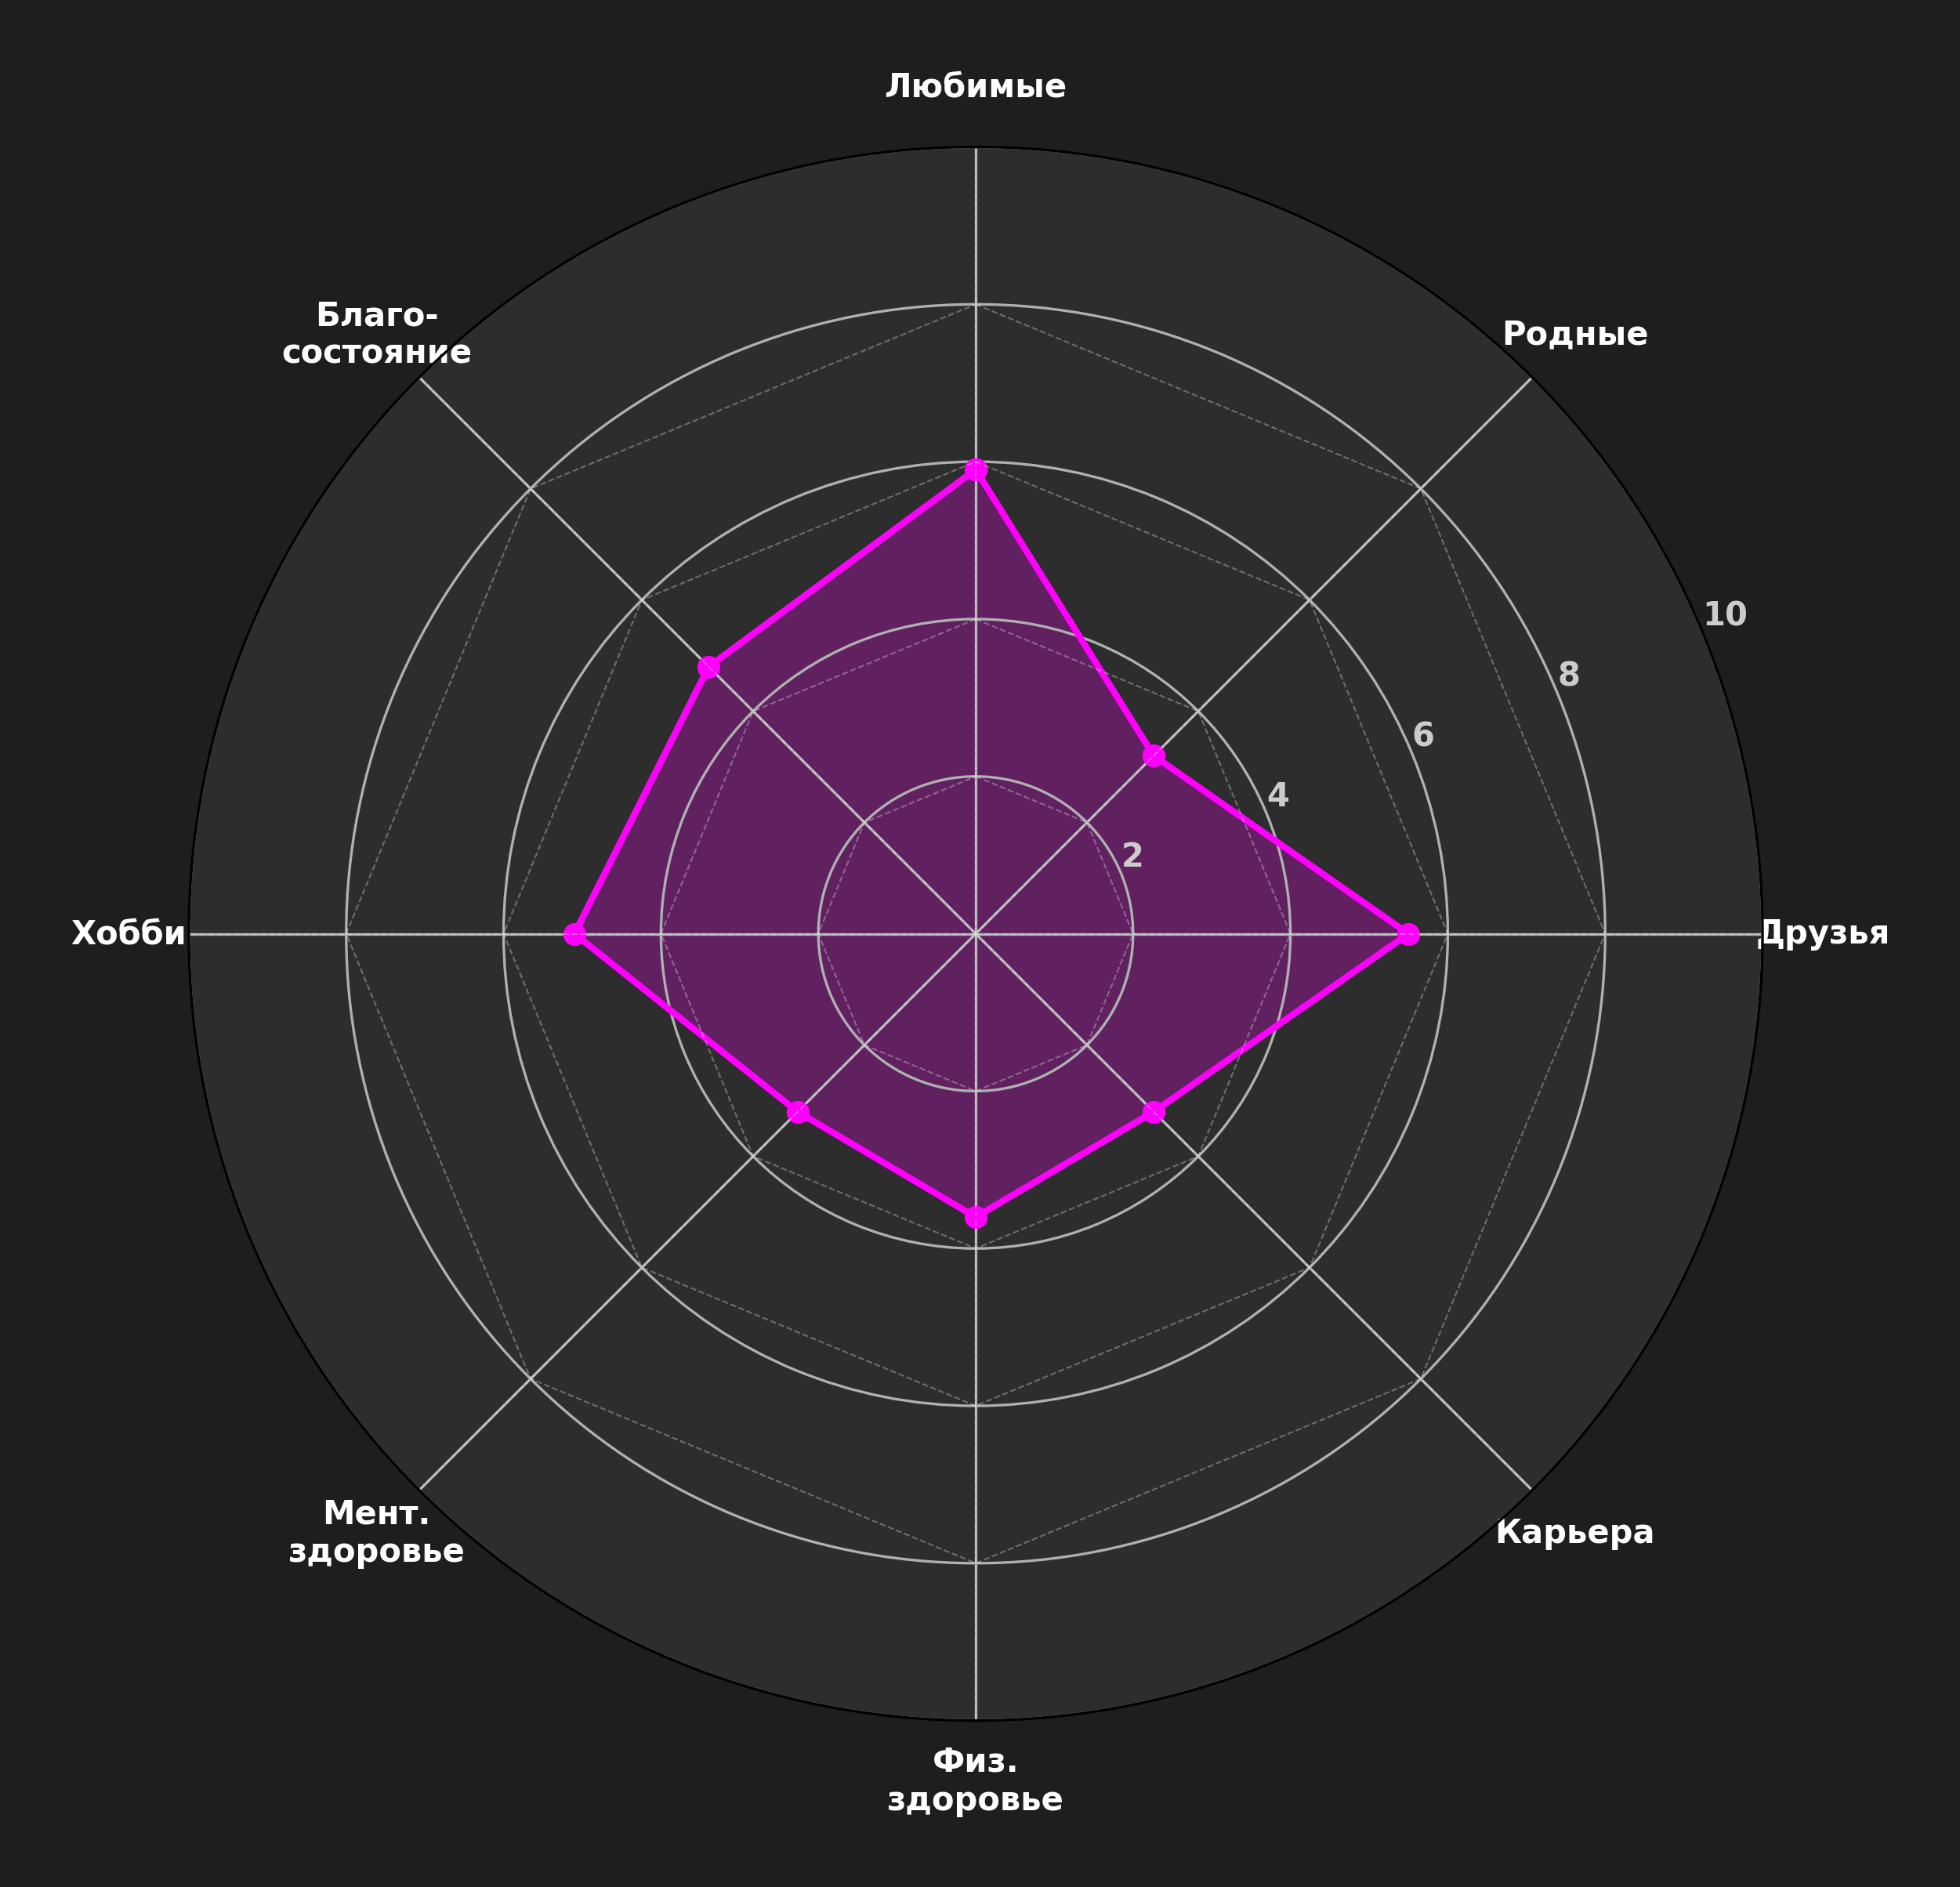 Любимые
Благо-
состояние
Родные
10
8
6
4
2
Хобби
Друзья
Мент.
здоровье
Карьера
Физ.
здоровье